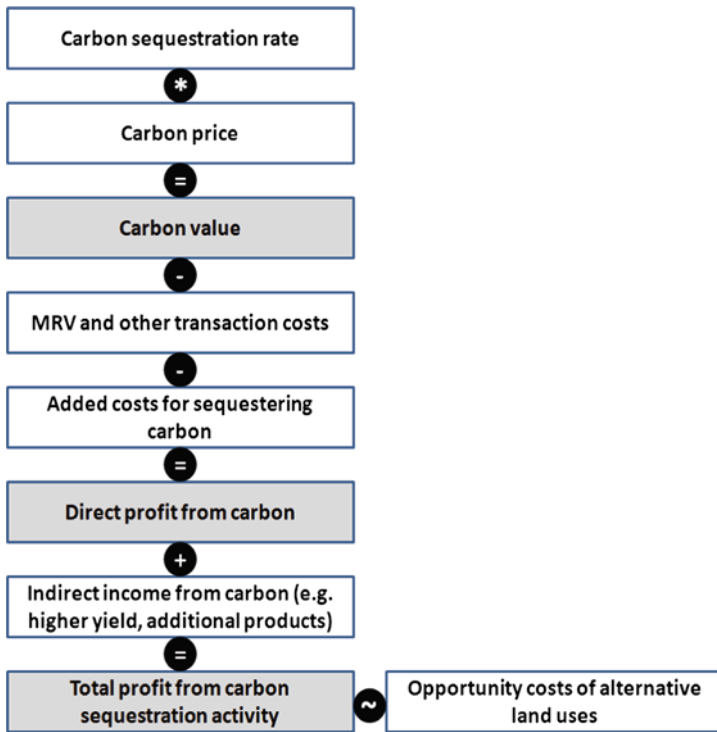 Carbon sequestration rate
*
Carbon price
=
Carbon value
-
MRV and other transaction costs
-
Added costs for sequestering
carbon
=
Direct profit from carbon
+
Indirect income from carbon (e.g.
higher yield, additional products)
=
Total profit from carbon
sequestration activity
~
Opportunity costs of alternative
land uses